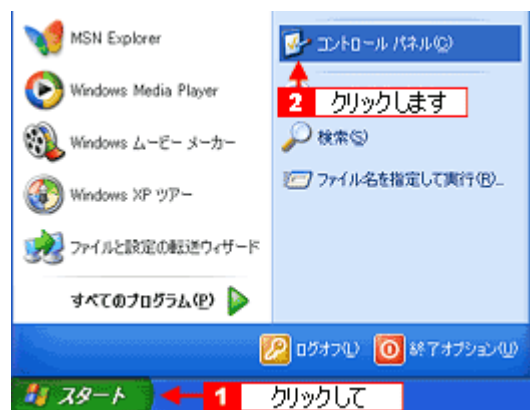 MSN Explorer
Windows Media Player
Windows ムービー メーカー
Windows XP ツアー
ファイルと設定の転送ウィザード
すべてのプログラム(P)
コントロール パネル(C)
2 クリックします
検索(S)
ファイル名を指定して実行(R)...
ログオフ(L)
終了オプション(U)
スタート
1 クリックして